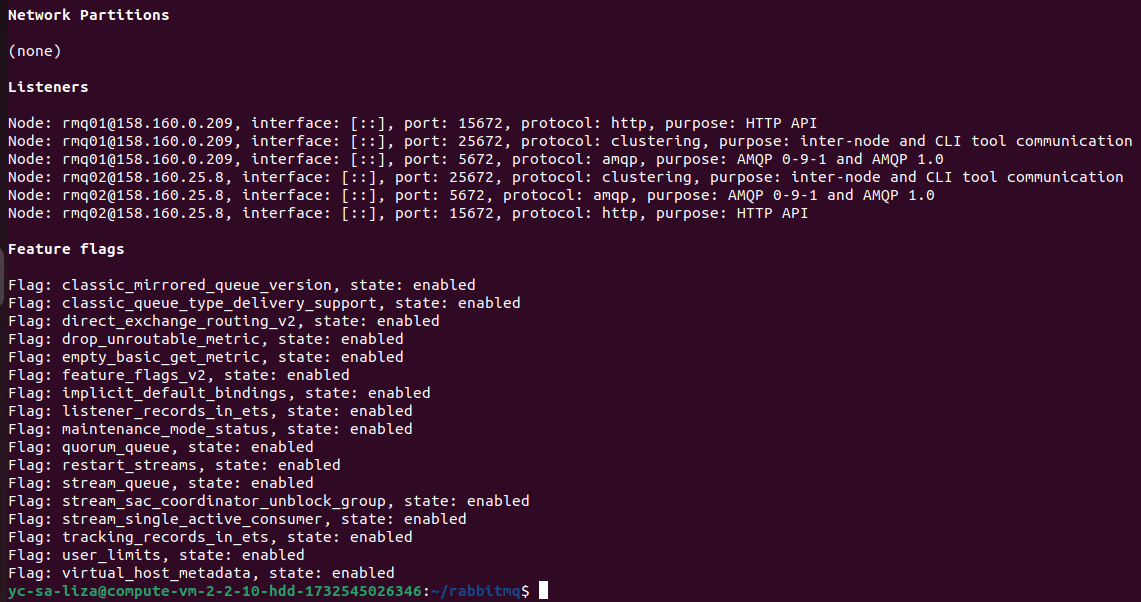 Network Partitions
(none)
Listeners
Node: rmq01@158.160.0.209, interface: [::], port: 15672, protocol: http, purpose: HTTP API
Node: rmq01@158.160.0.209, interface: [::], port: 25672, protocol: clustering, purpose: inter-node and CLI tool communication
Node: rmq01@158.160.0.209, interface: [::], port: 5672, protocol: amqp, purpose: AMQP 0-9-1 and AMQP 1.0
Node: rmq02@158.160.25.8, interface: [::], port: 25672, protocol: clustering, purpose: inter-node and CLI tool communication
Node: rmq02@158.160.25.8, interface: [::], port: 5672, protocol: amqp, purpose: AMQP 0-9-1 and AMQP 1.0
Node: rmq02@158.160.25.8, interface: [::], port: 15672, protocol: http, purpose: HTTP API
Feature flags
Flag: classic_mirrored_queue_version, state: enabled
Flag: classic_queue_type_delivery_support, state: enabled
Flag: direct_exchange_routing_v2, state: enabled
Flag: drop_unroutable_metric, state: enabled
Flag: empty_basic_get_metric, state: enabled
Flag: feature_flags_v2, state: enabled
Flag: implicit_default_bindings, state: enabled
Flag: listener_records_in_ets, state: enabled
Flag: maintenance_mode_status, state: enabled
Flag: quorum_queue, state: enabled
Flag: restart_streams, state: enabled
Flag: stream_queue, state: enabled
Flag: stream_sac_coordinator_unblock_group, state: enabled
Flag: stream_single_active_consumer, state: enabled
Flag: tracking_records_in_ets, state: enabled
Flag: user_limits, state: enabled
Flag: virtual_host_metadata, state: enabled
yc-sa-liza@compute-vm-2-2-10-hdd-1732545026346:~/rabbitmq$